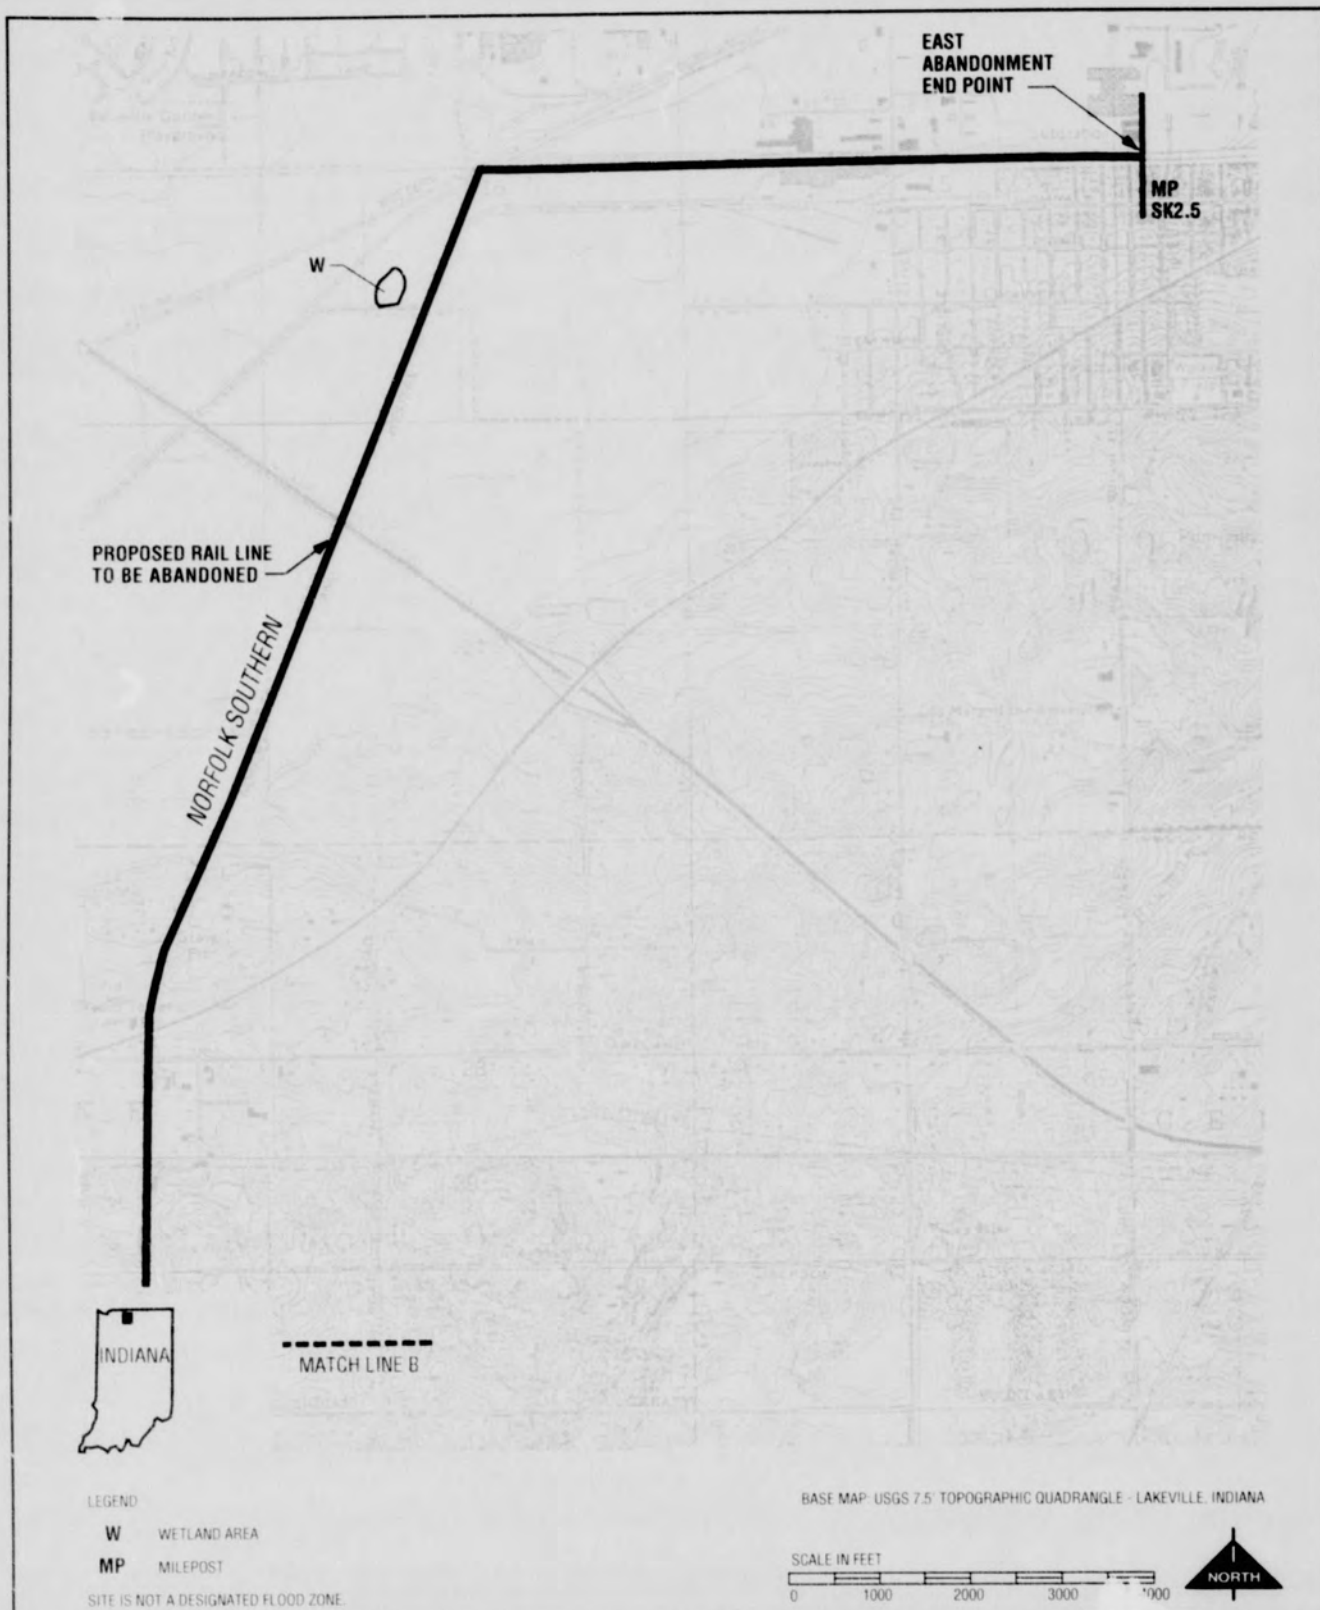 EAST
ABANDONMENT
END POINT
MP
SK2.5
W
PROPOSED RAIL LINE
TO BE ABANDONED
NORFOLK SOUTHERN
INDIANA
MATCH LINE B
LEGEND
W WETLAND AREA
MP MILEPOST
SITE IS NOT A DESIGNATED FLOOD ZONE.
BASE MAP: USGS 7.5' TOPOGRAPHIC QUADRANGLE - LAKEVILLE, INDIANA
SCALE IN FEET
0 1000 2000 3000
NORTH